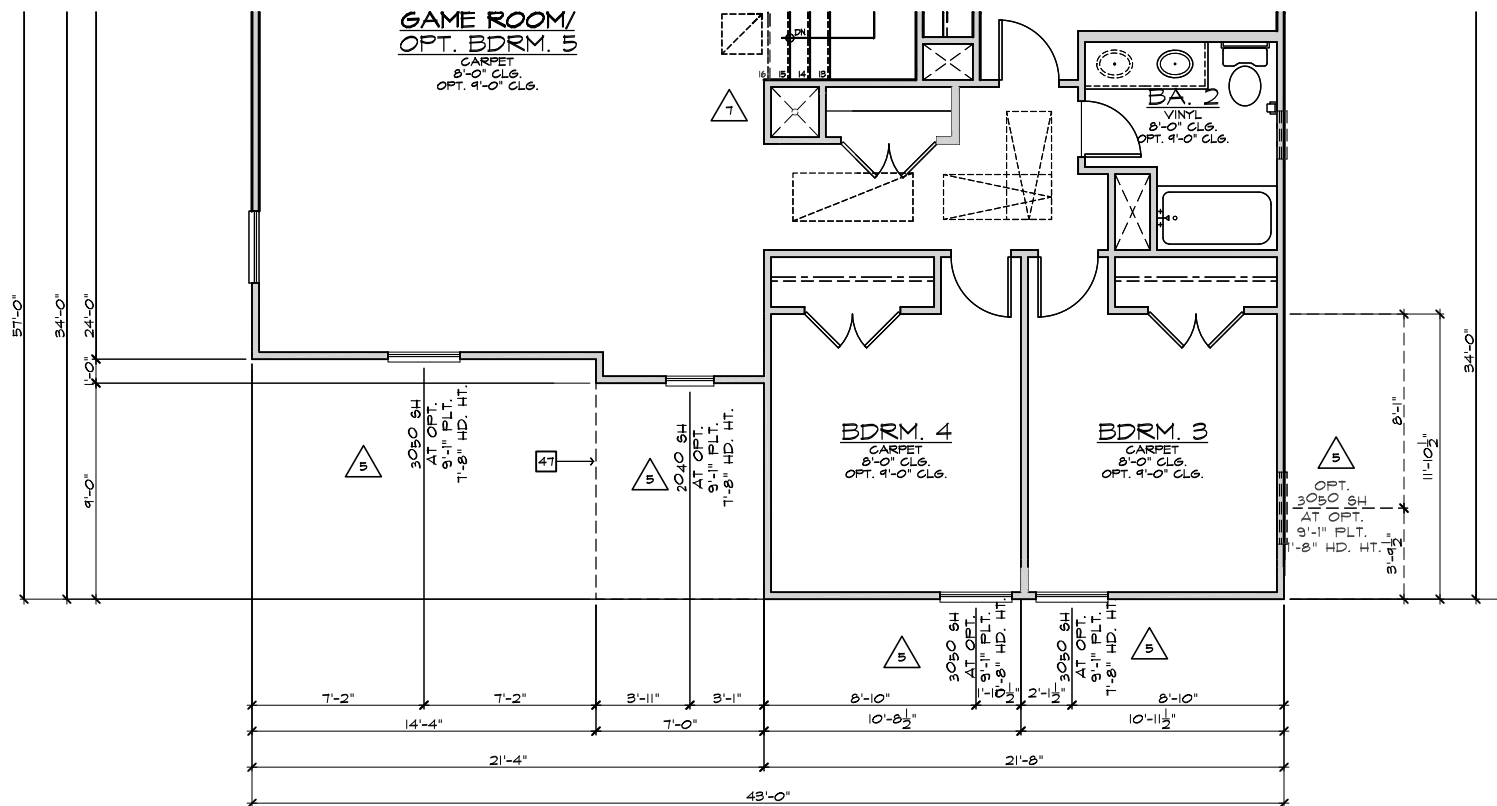 GAME ROOM/
OPT. BDRM. 5
CARPET
8'-0" CLG.
OPT. 9'-0" CLG.
DN
16 15 14 13
7
BA. 2
VINYL
8'-0" CLG.
OPT. 9'-0" CLG.
57'-0"
34'-0"
24'-0"
1'-0"
9'-0"
34'-0"
5
3050 SH
AT OPT.
9'-1" PLT.
7'-8" HD. HT.
47
5
2040 SH
AT OPT.
9'-1" PLT.
7'-8" HD. HT.
BDRM. 4
CARPET
8'-0" CLG.
OPT. 9'-0" CLG.
BDRM. 3
CARPET
8'-0" CLG.
OPT. 9'-0" CLG.
8'-1"
11'-10½"
3'-9½"
5
OPT.
3050 SH
AT OPT.
9'-1" PLT.
7'-8" HD. HT.
5
3050 SH
AT OPT.
9'-1" PLT.
7'-8" HD. HT.
3050 SH
AT OPT.
9'-1" PLT.
7'-8" HD. HT.
5
7'-2" 7'-2" 3'-11" 3'-1" 8'-10" 1'-10½" 2'-1½" 8'-10"
14'-4" 7'-0" 10'-8½" 10'-11½"
21'-4" 21'-8"
43'-0"